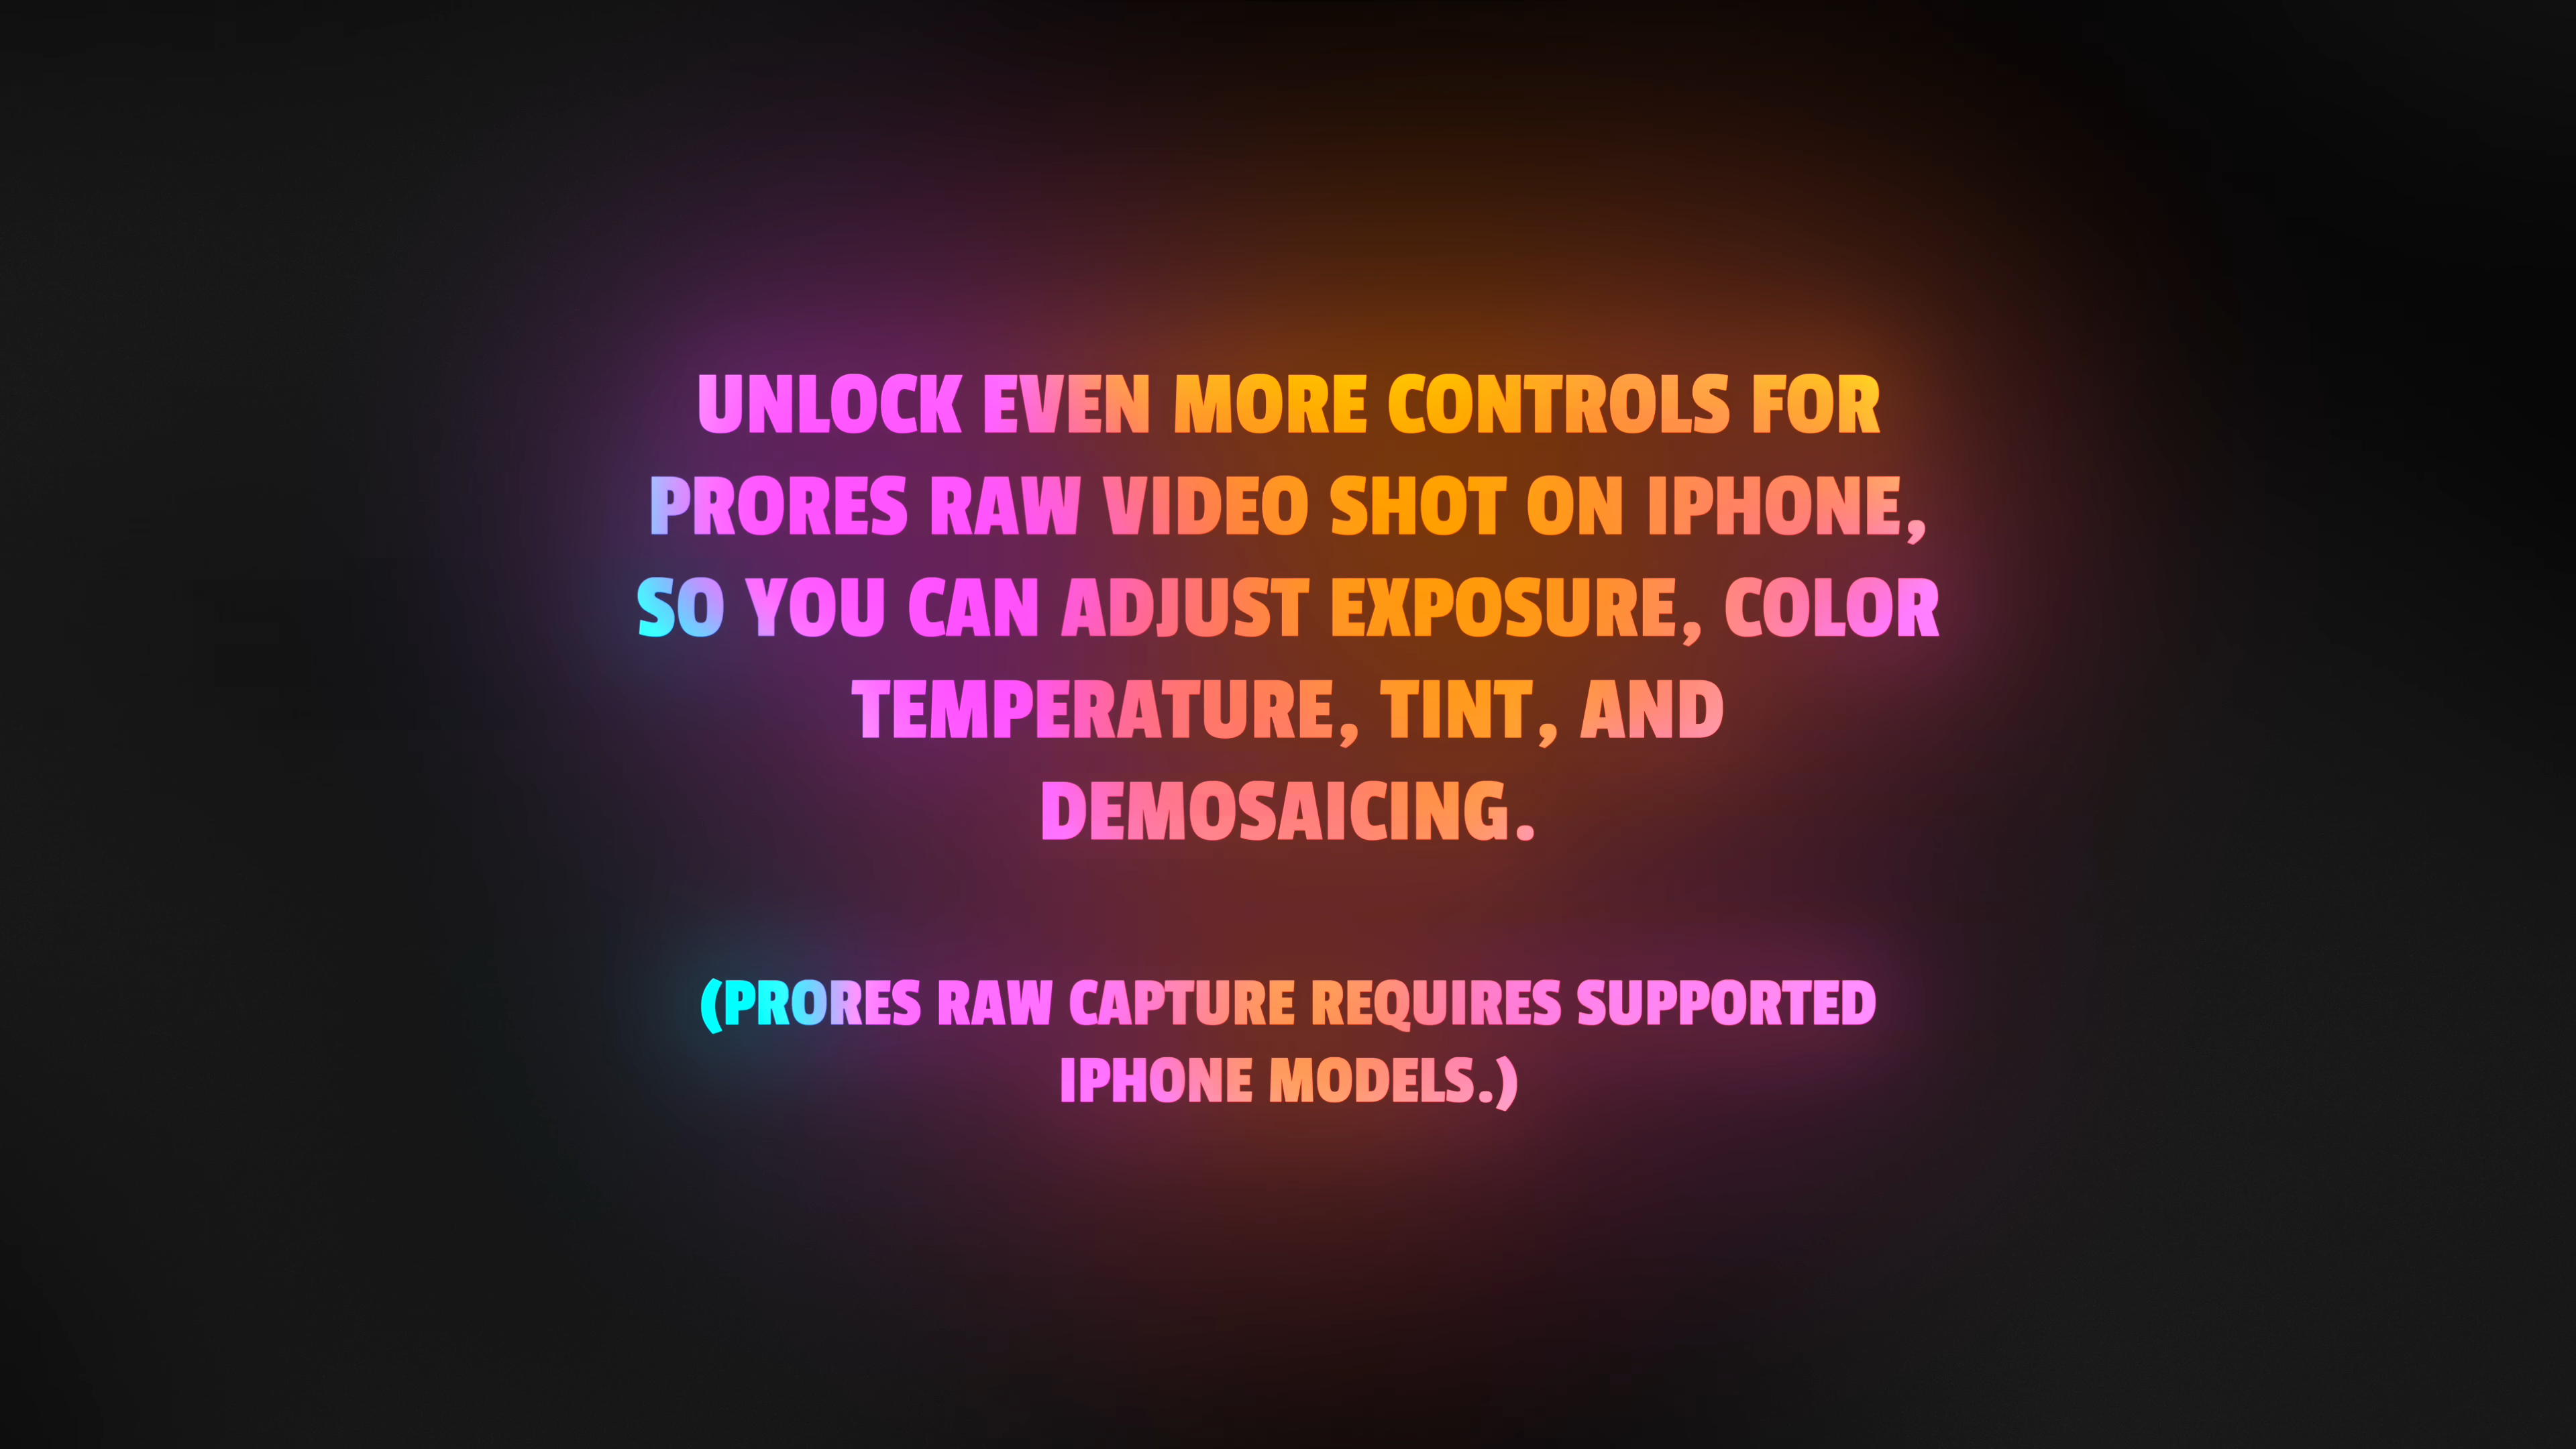 UNLOCK EVEN MORE CONTROLS FOR
PRORES RAW VIDEO SHOT ON IPHONE,
SO YOU CAN ADJUST EXPOSURE, COLOR
TEMPERATURE, TINT, AND
DEMOSAICING.
(PRORES RAW CAPTURE REQUIRES SUPPORTED
IPHONE MODELS.)